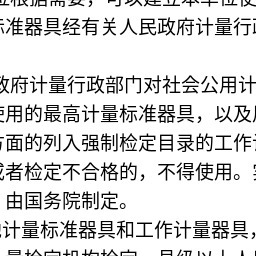 位根据需要，可以建立本单位使
标准器具经有关人民政府计量行政
政府计量行政部门对社会公用计
使用的最高计量标准器具，以及用
方面的列入强制检定目录的工作计
或者检定不合格的，不得使用。实
由国务院制定。
他计量标准器具和工作计量器具，